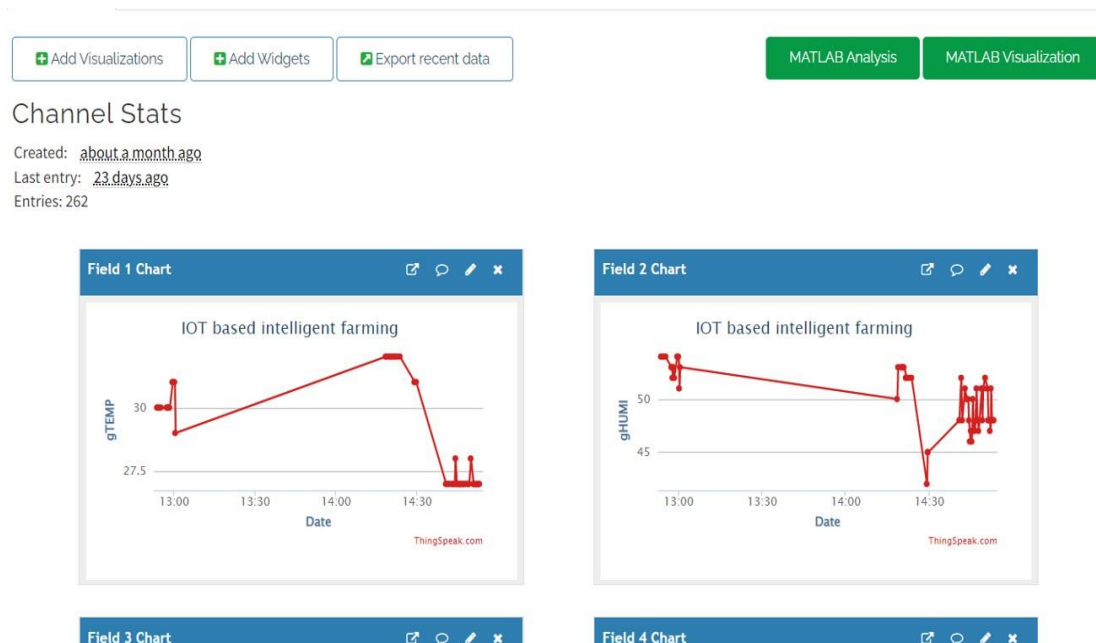 Add Visualizations Add Widgets Export recent data MATLAB Analysis MATLAB Visualization
Channel Stats
Created: about a month ago
Last entry: 23 days ago
Entries: 262
Field 1 Chart
IOT based intelligent farming
gTEMP
30
27.5
13:00 13:30 14:00 14:30
Date
ThingSpeak.com
Field 2 Chart
IOT based intelligent farming
gHUMI
50
45
13:00 13:30 14:00 14:30
Date
ThingSpeak.com
Field 3 Chart
Field 4 Chart